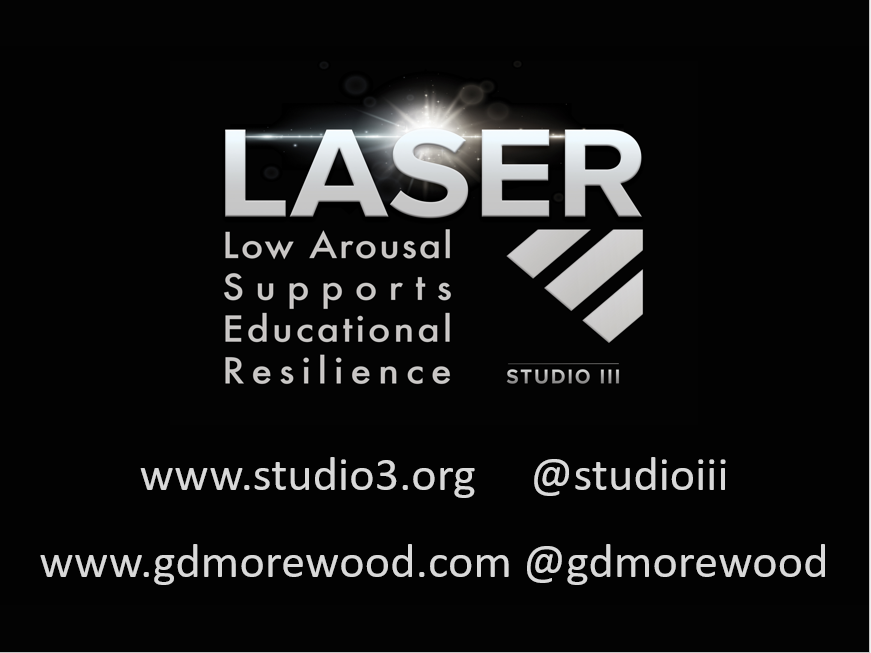 LASER
Low Arousal
Supports
Educational
Resilience
STUDIO III
www.studio3.org @studioiii
www.gdmorewood.com @gdmorewood